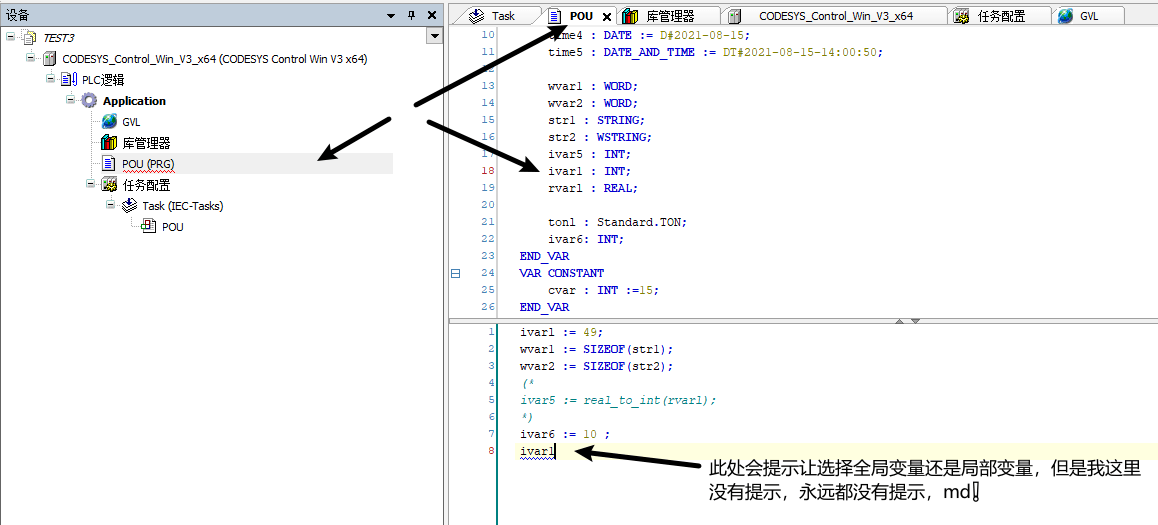 设备
TEST3
CODESYS_Control_Win_V3_x64 (CODESYS Control Win V3 x64)
PLC逻辑
Application
GVL
库管理器
POU (PRG)
任务配置
Task (IEC-Tasks)
POU
Task POU 库管理器 CODESYS_Control_Win_V3_x64 任务配置 GVL
10 time4 : DATE := D#2021-08-15;
11 time5 : DATE_AND_TIME := DT#2021-08-15-14:00:50;
12
13 wvar1 : WORD;
14 wvar2 : WORD;
15 str1 : STRING;
16 str2 : WSTRING;
17 ivar5 : INT;
18 ivar1 : INT;
19 rvar1 : REAL;
20
21 ton1 : Standard.TON;
22 ivar6: INT;
23 END_VAR
24 VAR CONSTANT
25 cvar : INT :=15;
26 END_VAR
1 ivar1 := 49;
2 wvar1 := SIZEOF(str1);
3 wvar2 := SIZEOF(str2);
4 (*
5 ivar5 := real_to_int(rvar1);
6 *)
7 ivar6 := 10 ;
8 ivar1
此处会提示让选择全局变量还是局部变量，但是我这里
没有提示，永远都没有提示，md！